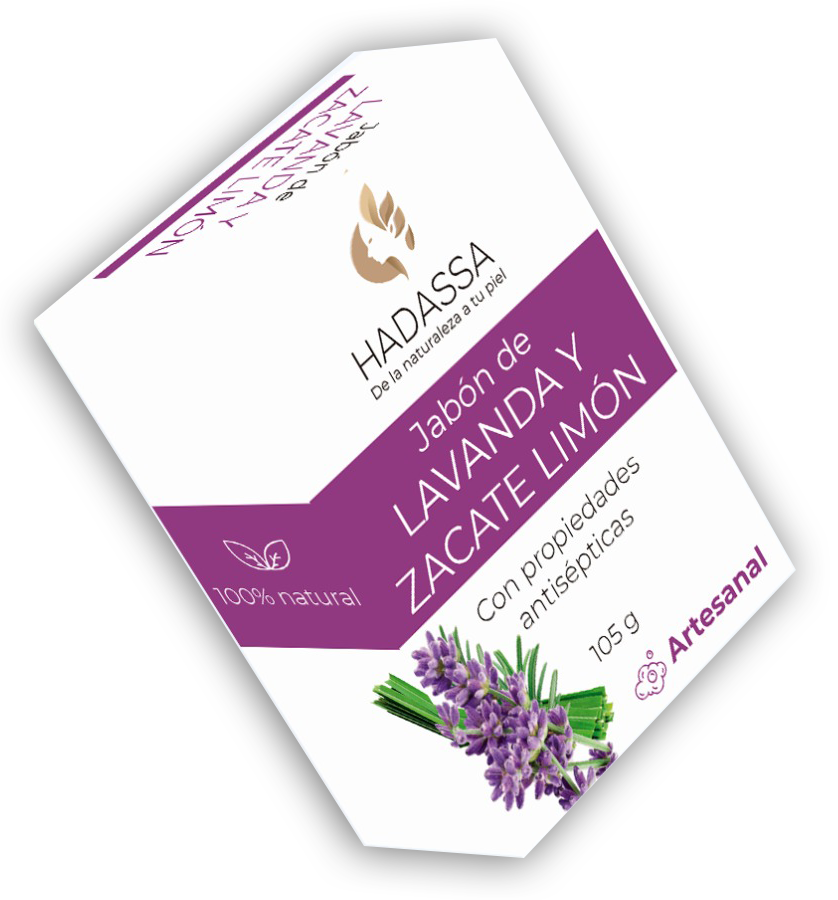 Jabón de
LAVANDA Y
ZACATE LIMÓN
HADASSA
De la naturaleza a tu piel
Jabón de
LAVANDA Y
ZACATE LIMÓN
100% natural
Con propiedades
antisépticas
105 g
Artesanal